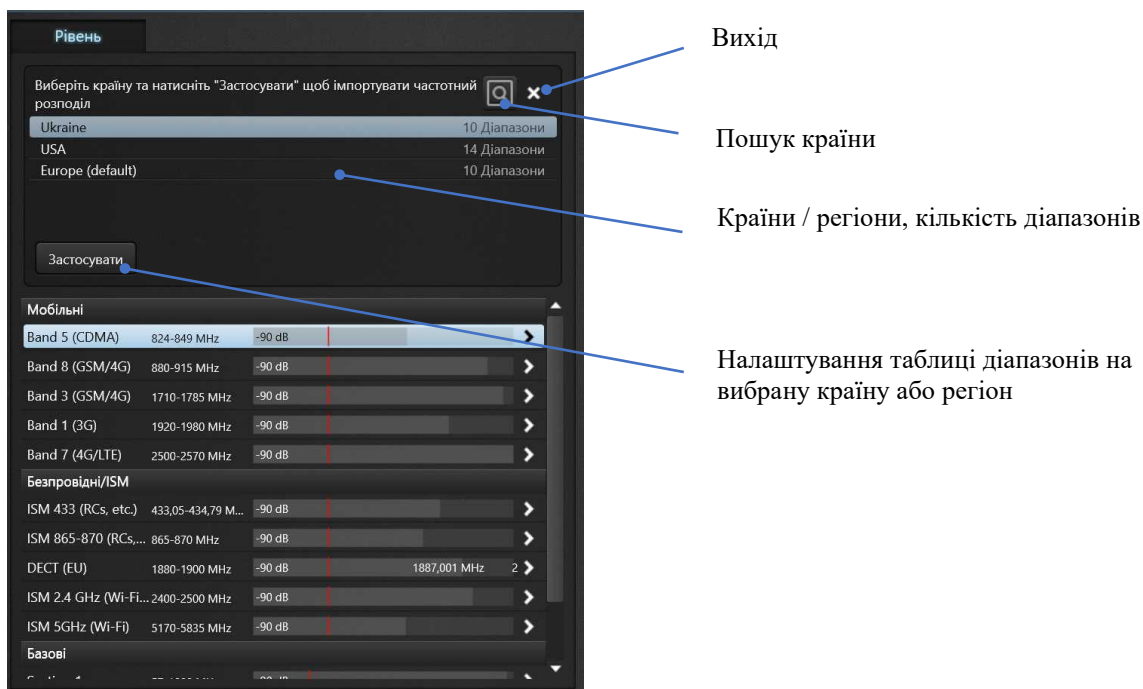 Рівень
Виберіть країну та натисніть "Застосувати" щоб імпортувати частотний
розподіл
Ukraine 10 Діапазони
USA 14 Діапазони
Europe (default) 10 Діапазони
Застосувати
Мобільні
Band 5 (CDMA) 824-849 MHz -90 dB
Band 8 (GSM/4G) 880-915 MHz -90 dB
Band 3 (GSM/4G) 1710-1785 MHz -90 dB
Band 1 (3G) 1920-1980 MHz -90 dB
Band 7 (4G/LTE) 2500-2570 MHz -90 dB
Безпровідні/ISM
ISM 433 (RCs, etc.) 433,05-434,79 M... -90 dB
ISM 865-870 (RCs,... 865-870 MHz -90 dB
DECT (EU) 1880-1900 MHz -90 dB 1887,001 MHz 2
ISM 2.4 GHz (Wi-Fi... 2400-2500 MHz -90 dB
ISM 5GHz (Wi-Fi) 5170-5835 MHz -90 dB
Базові
Вихід
Пошук країни
Країни / регіони, кількість діапазонів
Налаштування таблиці діапазонів на
вибрану країну або регіон